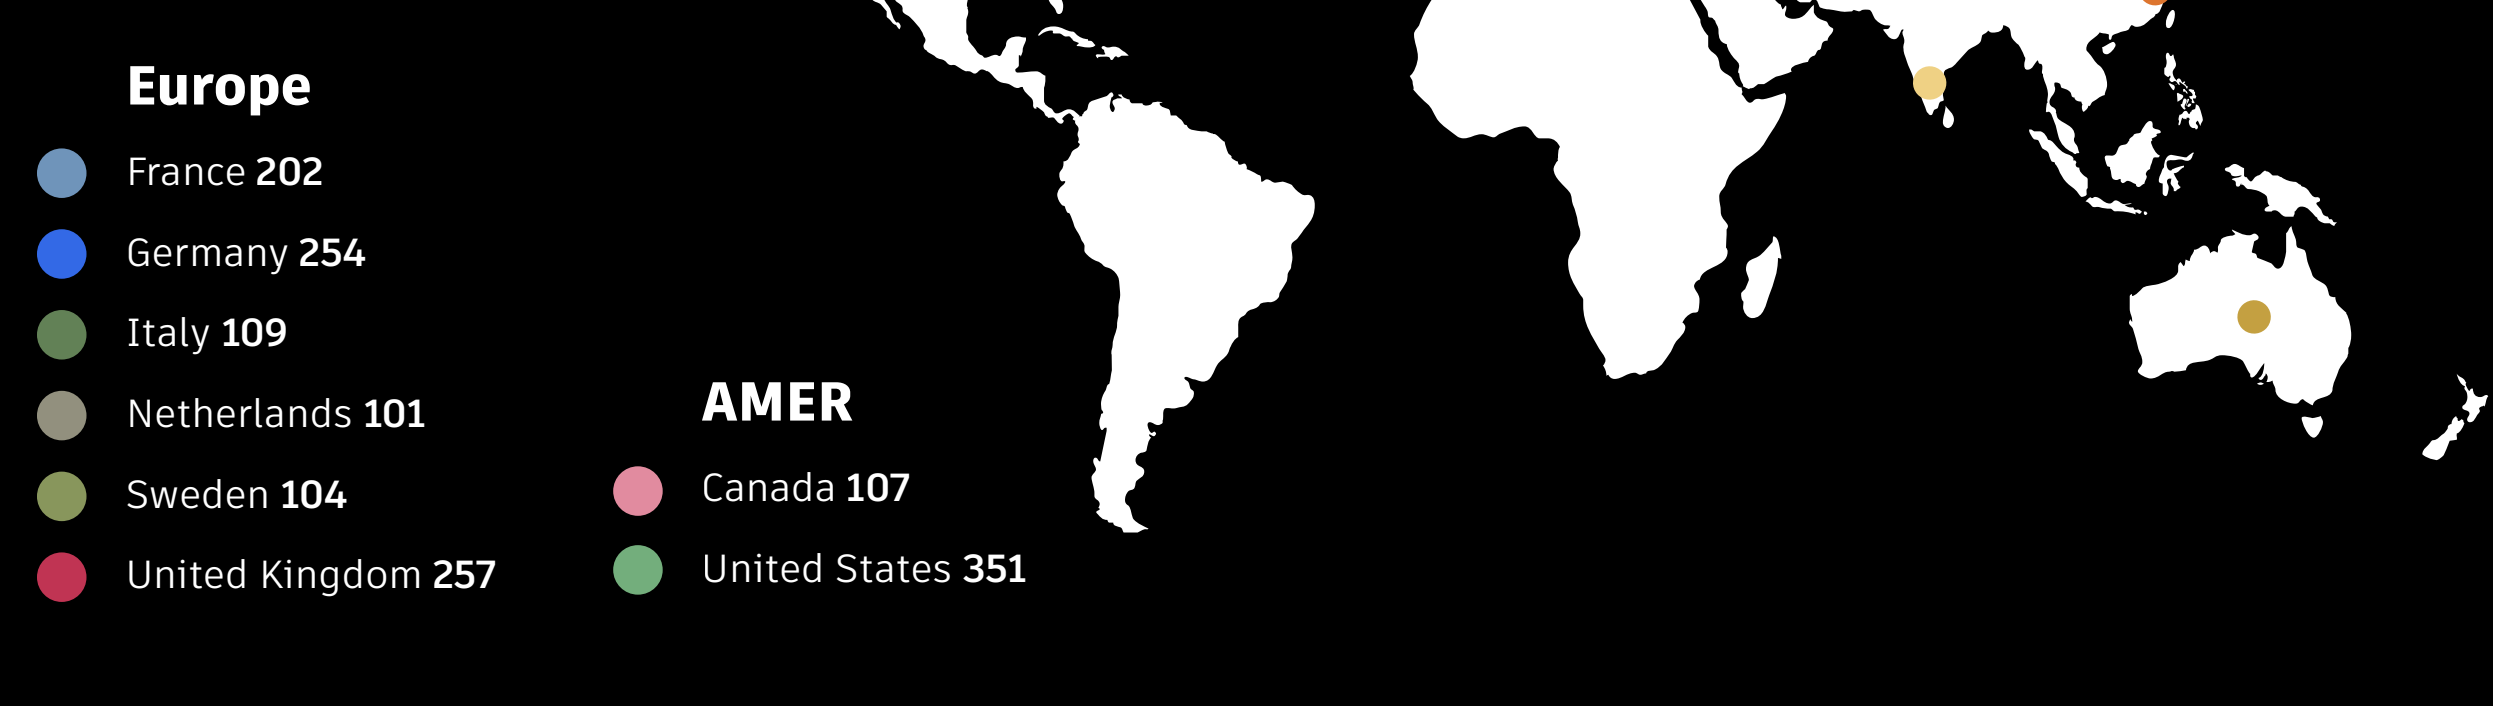 Europe
France 202
Germany 254
Italy 109
Netherlands 101
Sweden 104
United Kingdom 257
AMER
Canada 107
United States 351